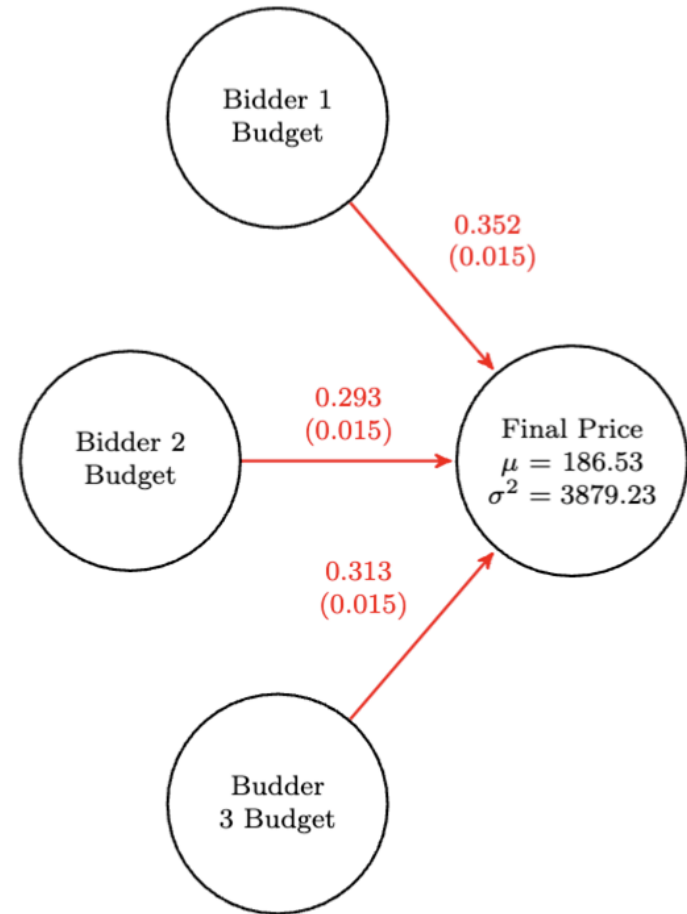 Bidder 1
Budget
0.352
(0.015)
0.293
(0.015)
Bidder 2
Budget
Final Price
μ = 186.53
σ² = 3879.23
0.313
(0.015)
Budder
3 Budget